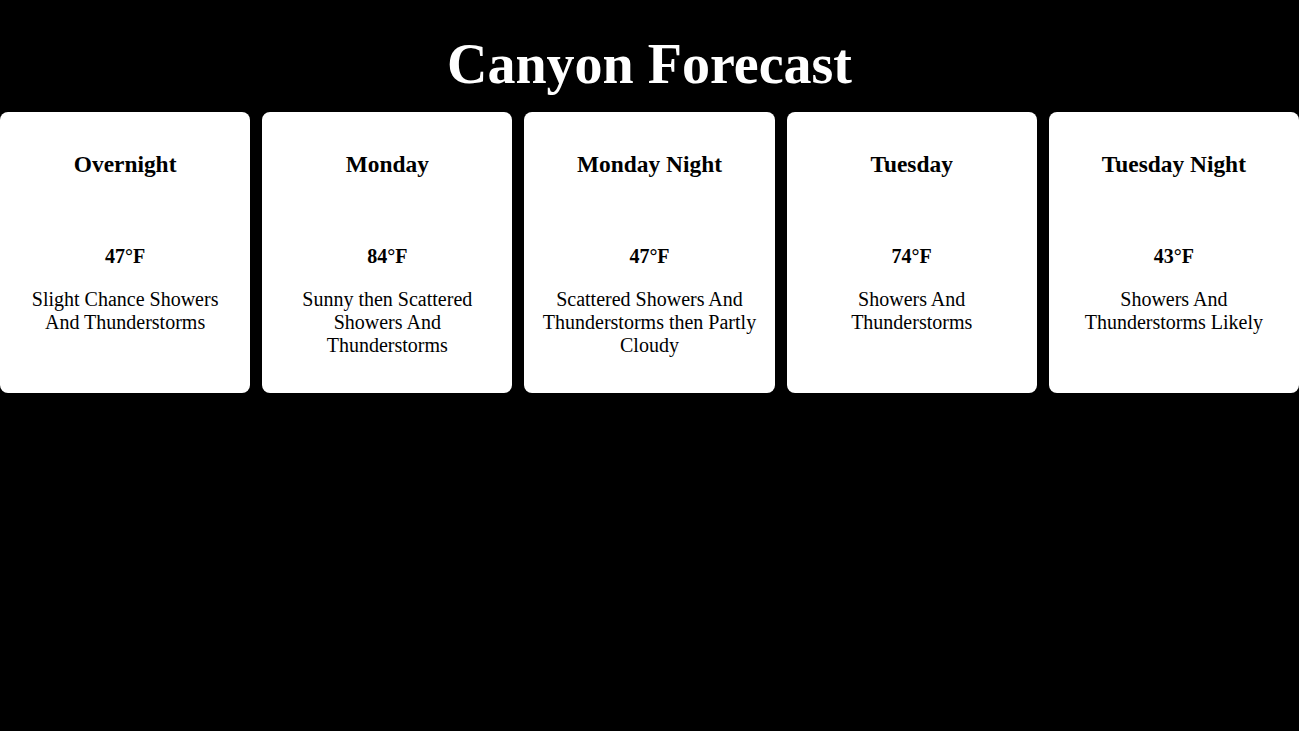 Canyon Forecast
Overnight
47°F
Slight Chance Showers
And Thunderstorms
Monday
84°F
Sunny then Scattered
Showers And
Thunderstorms
Monday Night
47°F
Scattered Showers And
Thunderstorms then Partly
Cloudy
Tuesday
74°F
Showers And
Thunderstorms
Tuesday Night
43°F
Showers And
Thunderstorms Likely